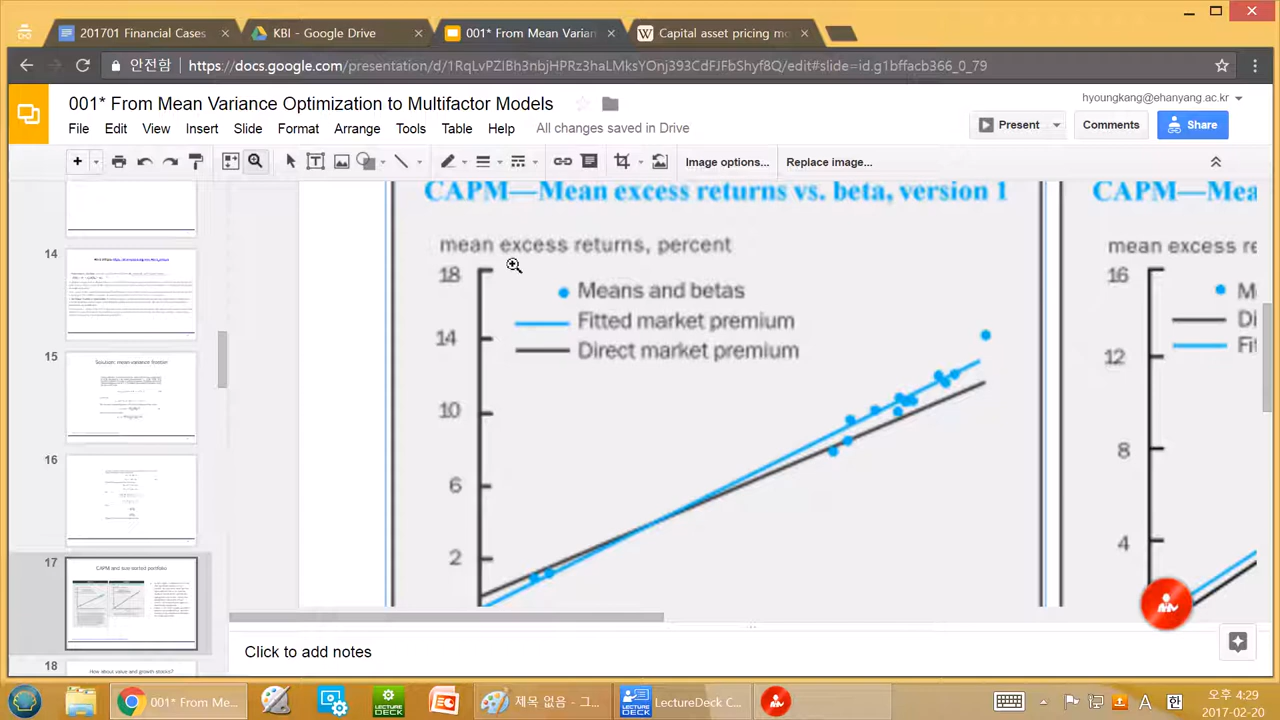 201701 Financial Cases
KBI - Google Drive
001* From Mean Varian
Capital asset pricing mo
안전함
https://docs.google.com/presentation/d/1RqLvPZIBh3nbjHPRz3haLMksYOnj393CdFJFbShyf8Q/edit#slide=id.g1bffacb366_0_79
001* From Mean Variance Optimization to Multifactor Models
hyoungkang@ehanyang.ac.kr
File Edit View Insert Slide Format Arrange Tools Table Help All changes saved in Drive
Present
Comments
Share
Image options...
Replace image...
14
15
Solution: mean-variance frontier
16
17
CAPM and size sorted portfolio
18
How about value and growth stocks?
CAPM—Mean excess returns vs. beta, version 1
mean excess returns, percent
18
14
10
6
2
Means and betas
Fitted market premium
Direct market premium
CAPM—Mea
mean excess re
16
12
8
4
M
Di
Fi
Click to add notes
001* From Me...
LECTURE
DECK
제목 없음 - 그...
LectureDeck C...
A
한
오후 4:29
2017-02-20